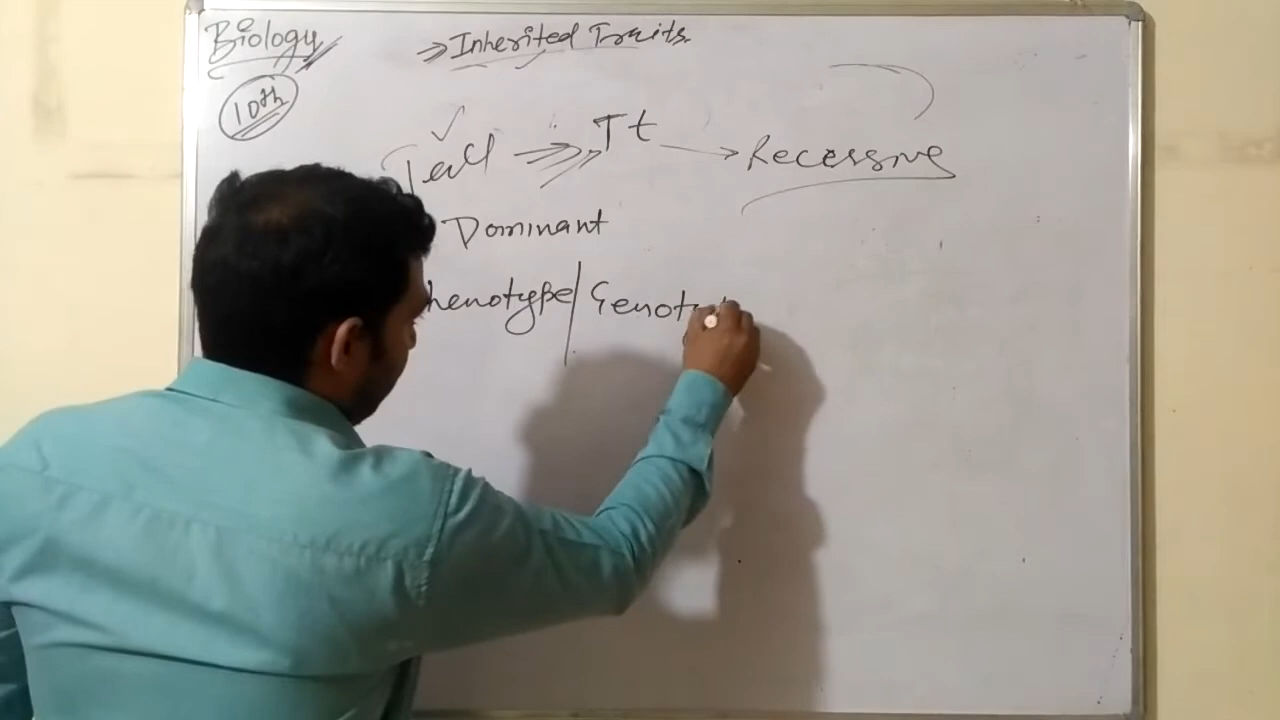 Biology => Inherited Traits.
10th
Tall => Tt -> Recessive
Dominant
henotype | Genot